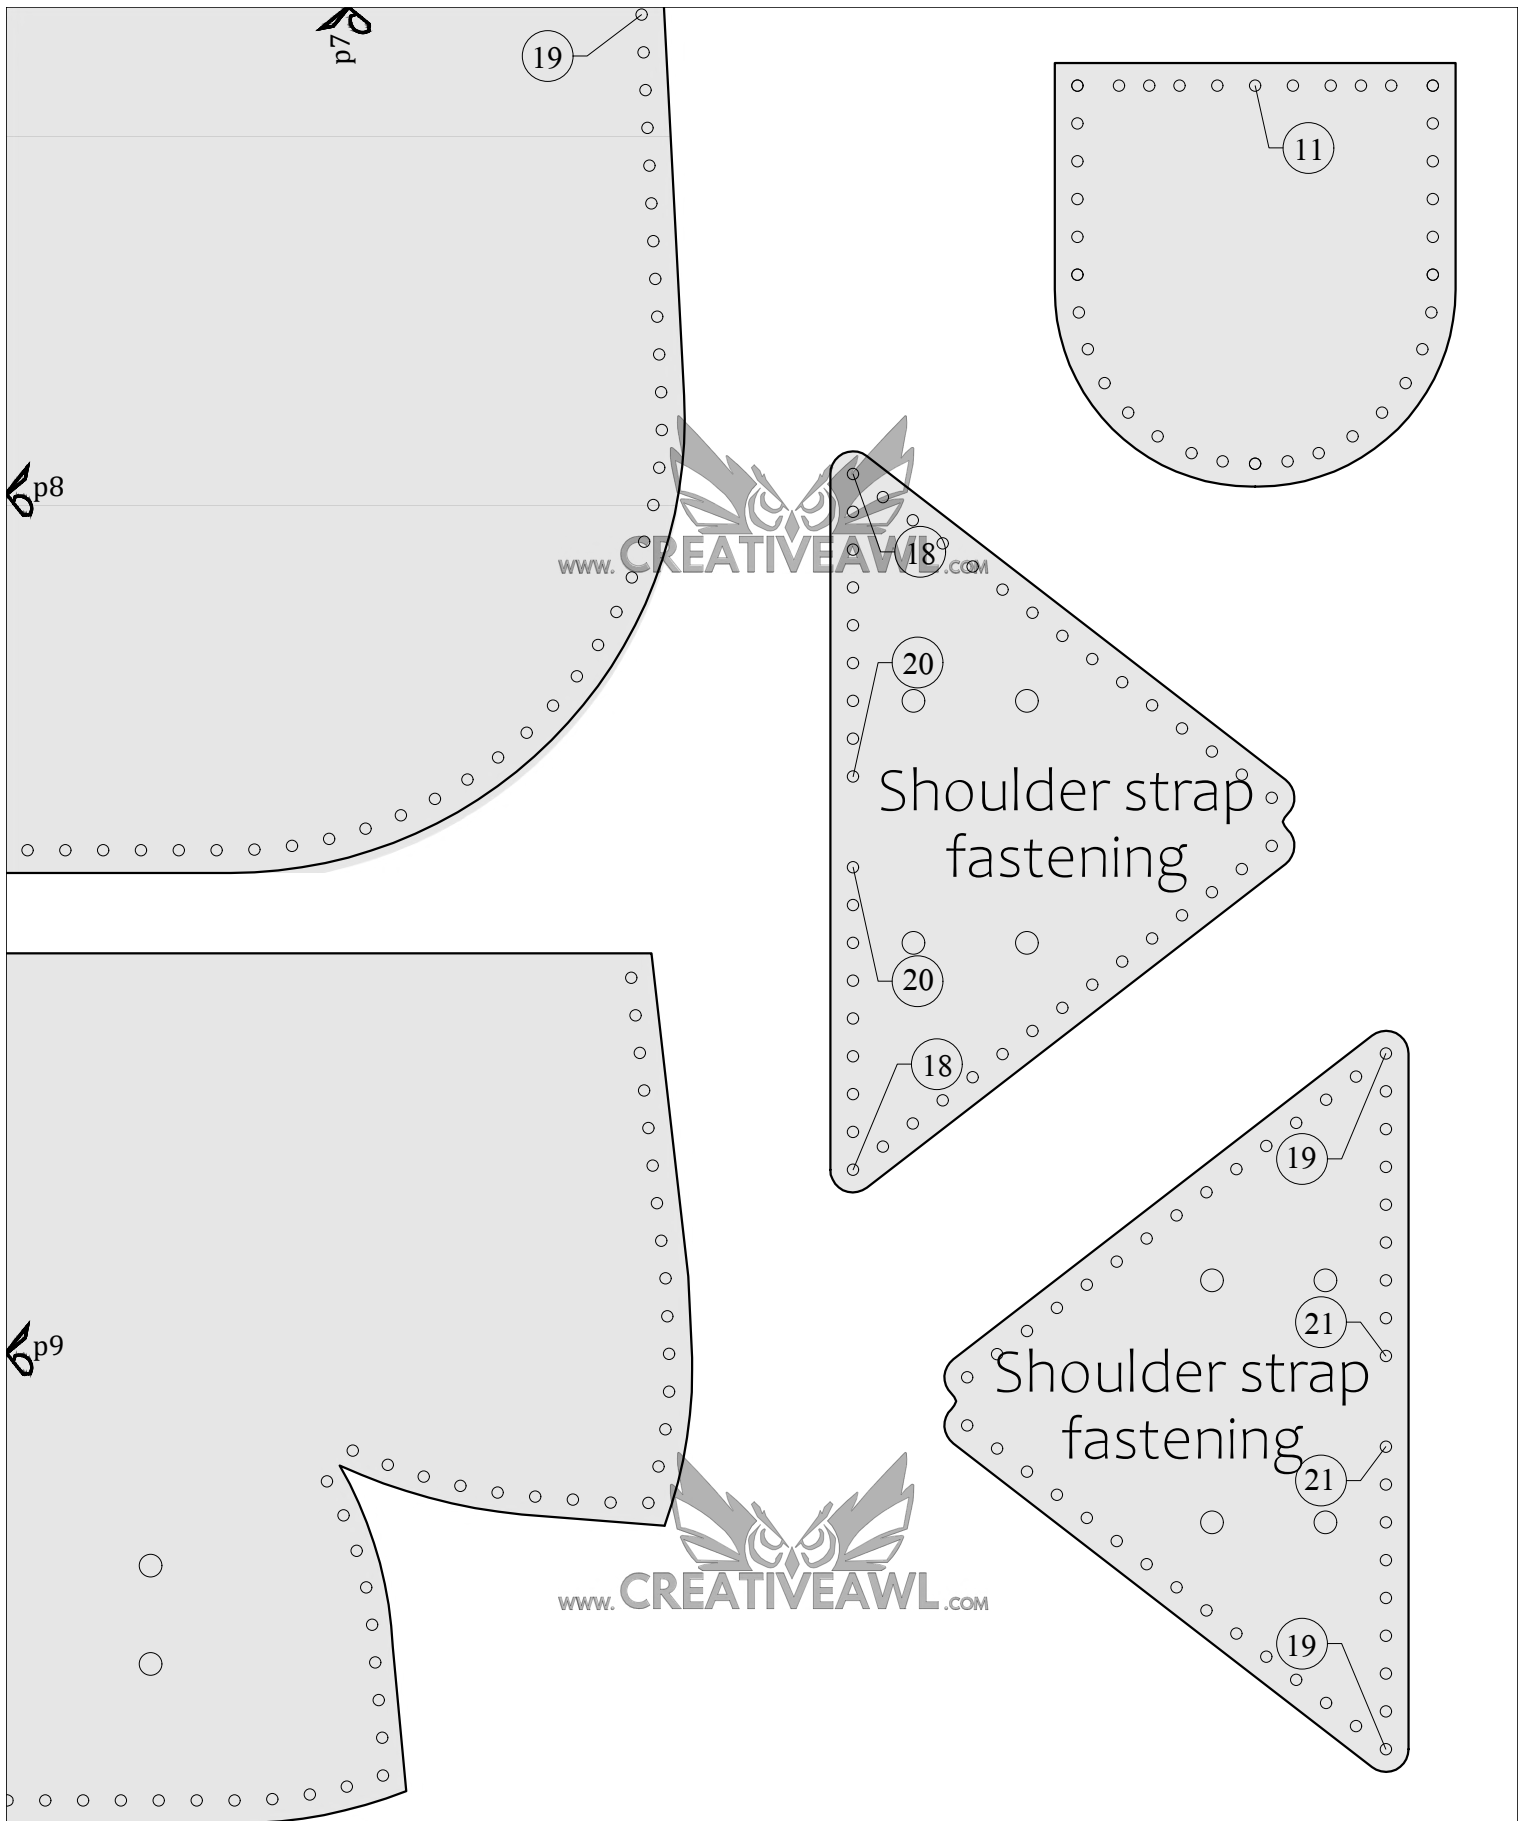 p7
19
11
p8
WWW. CREATIVEAWL .COM
18
20
Shoulder strap
fastening
20
18
19
21
p9
Shoulder strap
fastening
21
WWW. CREATIVEAWL .COM
19